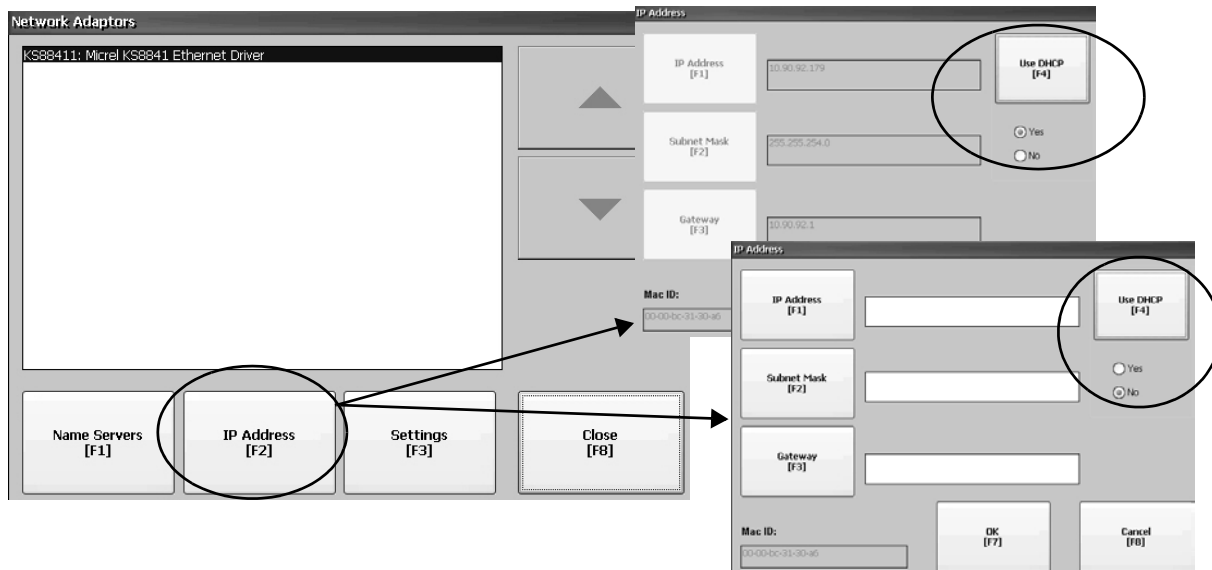 Network Adaptors
KS88411: Micrel KS8841 Ethernet Driver
Name Servers
[F1]
IP Address
[F2]
Settings
[F3]
Close
[F8]
IP Address
IP Address
[F1]
10.90.92.179
Use DHCP
[F4]
Yes
No
Subnet Mask
[F2]
255.255.254.0
Gateway
[F3]
10.90.92.1
Mac ID:
00-00-bc-31-30-a6
IP Address
IP Address
[F1]
Use DHCP
[F4]
Yes
No
Subnet Mask
[F2]
Gateway
[F3]
Mac ID:
00-00-bc-31-30-a6
OK
[F7]
Cancel
[F8]